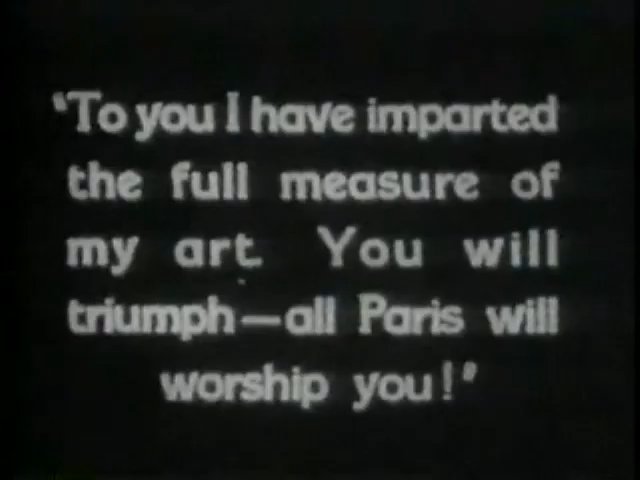 "To you I have imparted
the full measure of
my art. You will
triumph—all Paris will
worship you!"